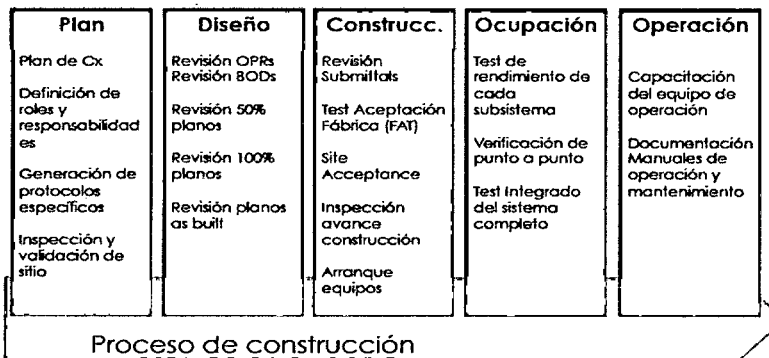 Plan
Plan de Cx
Definición de
roles y
responsabilidad
es
Generación de
protocolos
específicos
Inspección y
validación de
sitio
Diseño
Revisión OPRs
Revisión BODs
Revisión 50%
planos
Revisión 100%
planos
Revisión planos
as built
Construcc.
Revisión
Submittals
Test Aceptación
Fábrica (FAT)
Site
Acceptance
Inspección
avance
construcción
Arranque
equipos
Ocupación
Test de
rendimiento de
cada
subsistema
Verificación de
punto a punto
Test Integrado
del sistema
completo
Operación
Capacitación
del equipo de
operación
Documentación
Manuales de
operación y
mantenimiento
Proceso de construcción